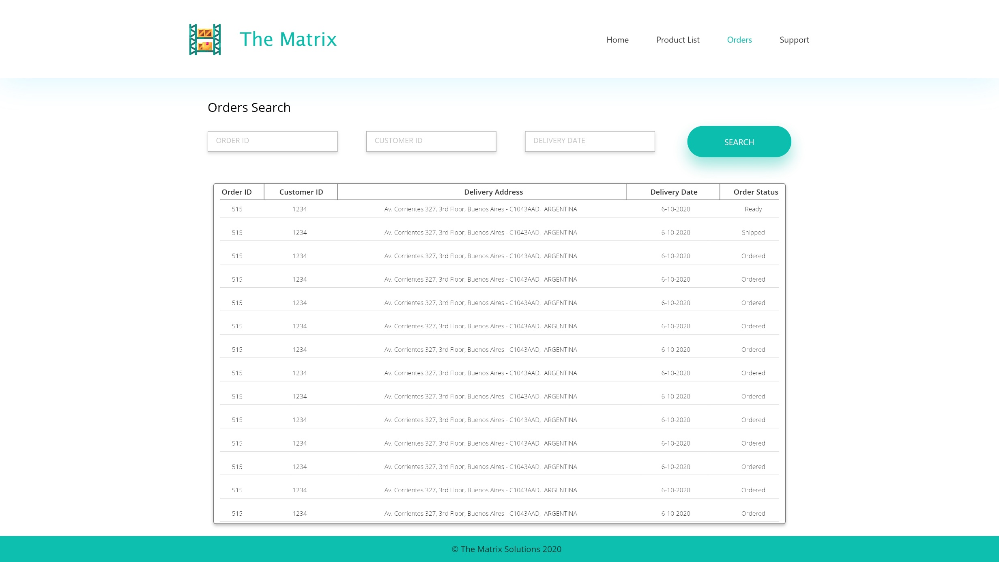 The Matrix
Home Product List Orders Support
Orders Search
ORDER ID CUSTOMER ID DELIVERY DATE SEARCH
Order ID Customer ID Delivery Address Delivery Date Order Status
515 1234 Av. Corrientes 327, 3rd Floor, Buenos Aires - C1043AAD, ARGENTINA 6-10-2020 Ready
515 1234 Av. Corrientes 327, 3rd Floor, Buenos Aires - C1043AAD, ARGENTINA 6-10-2020 Shipped
515 1234 Av. Corrientes 327, 3rd Floor, Buenos Aires - C1043AAD, ARGENTINA 6-10-2020 Ordered
515 1234 Av. Corrientes 327, 3rd Floor, Buenos Aires - C1043AAD, ARGENTINA 6-10-2020 Ordered
515 1234 Av. Corrientes 327, 3rd Floor, Buenos Aires - C1043AAD, ARGENTINA 6-10-2020 Ordered
515 1234 Av. Corrientes 327, 3rd Floor, Buenos Aires - C1043AAD, ARGENTINA 6-10-2020 Ordered
515 1234 Av. Corrientes 327, 3rd Floor, Buenos Aires - C1043AAD, ARGENTINA 6-10-2020 Ordered
515 1234 Av. Corrientes 327, 3rd Floor, Buenos Aires - C1043AAD, ARGENTINA 6-10-2020 Ordered
515 1234 Av. Corrientes 327, 3rd Floor, Buenos Aires - C1043AAD, ARGENTINA 6-10-2020 Ordered
515 1234 Av. Corrientes 327, 3rd Floor, Buenos Aires - C1043AAD, ARGENTINA 6-10-2020 Ordered
515 1234 Av. Corrientes 327, 3rd Floor, Buenos Aires - C1043AAD, ARGENTINA 6-10-2020 Ordered
515 1234 Av. Corrientes 327, 3rd Floor, Buenos Aires - C1043AAD, ARGENTINA 6-10-2020 Ordered
515 1234 Av. Corrientes 327, 3rd Floor, Buenos Aires - C1043AAD, ARGENTINA 6-10-2020 Ordered
515 1234 Av. Corrientes 327, 3rd Floor, Buenos Aires - C1043AAD, ARGENTINA 6-10-2020 Ordered
© The Matrix Solutions 2020